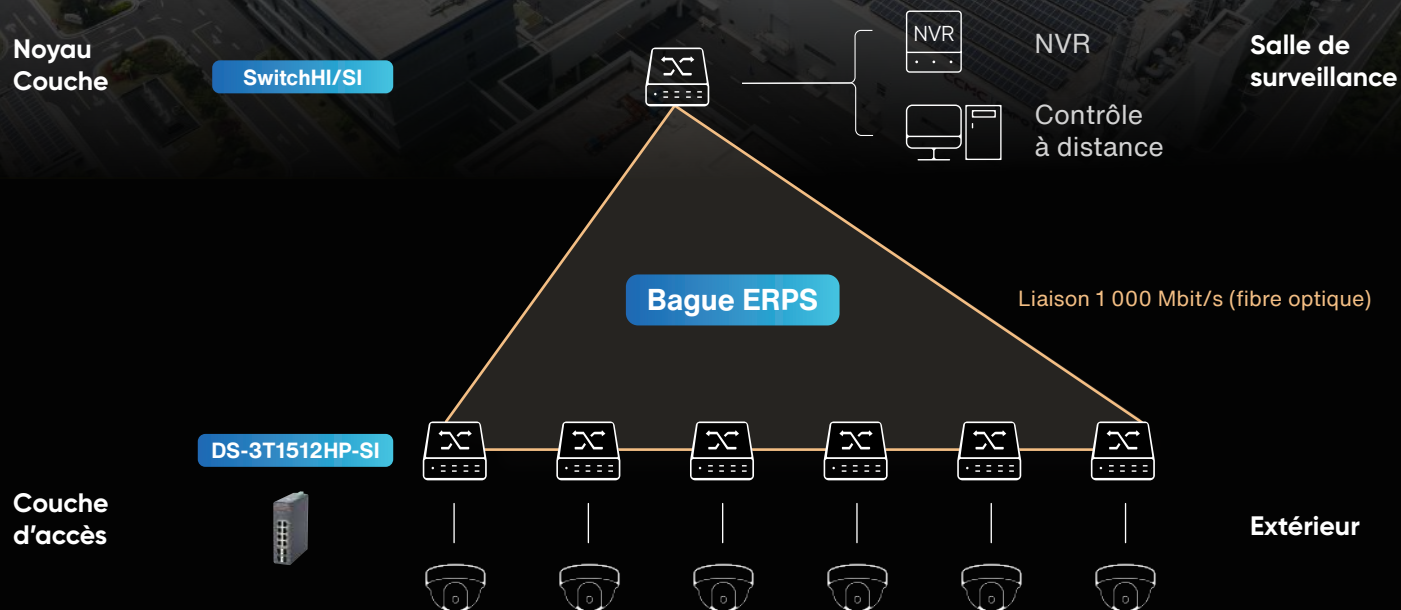 Noyau
Couche
SwitchHI/SI
NVR
NVR
Contrôle
à distance
Salle de
surveillance
Bague ERPS
Liaison 1 000 Mbit/s (fibre optique)
DS-3T1512HP-SI
Couche
d'accès
Extérieur